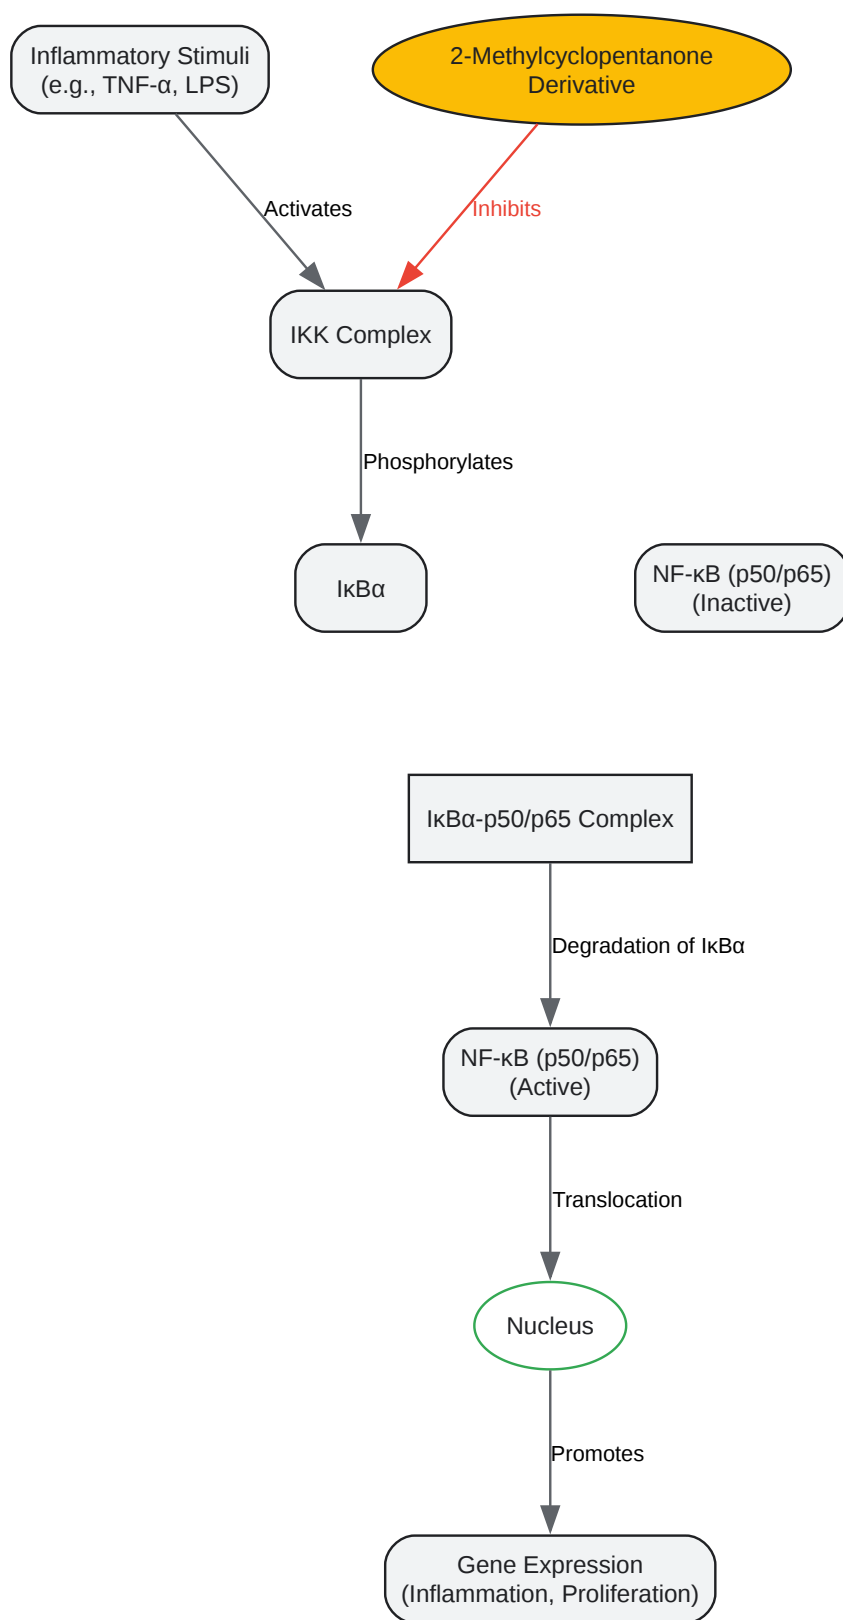 Inflammatory Stimuli
(e.g., TNF-α, LPS)
2-Methylcyclopentanone
Derivative
Activates
Inhibits
IKK Complex
Phosphorylates
IκBα
NF-κB (p50/p65)
(Inactive)
IκBα-p50/p65 Complex
Degradation of IκBα
NF-κB (p50/p65)
(Active)
Translocation
Nucleus
Promotes
Gene Expression
(Inflammation, Proliferation)